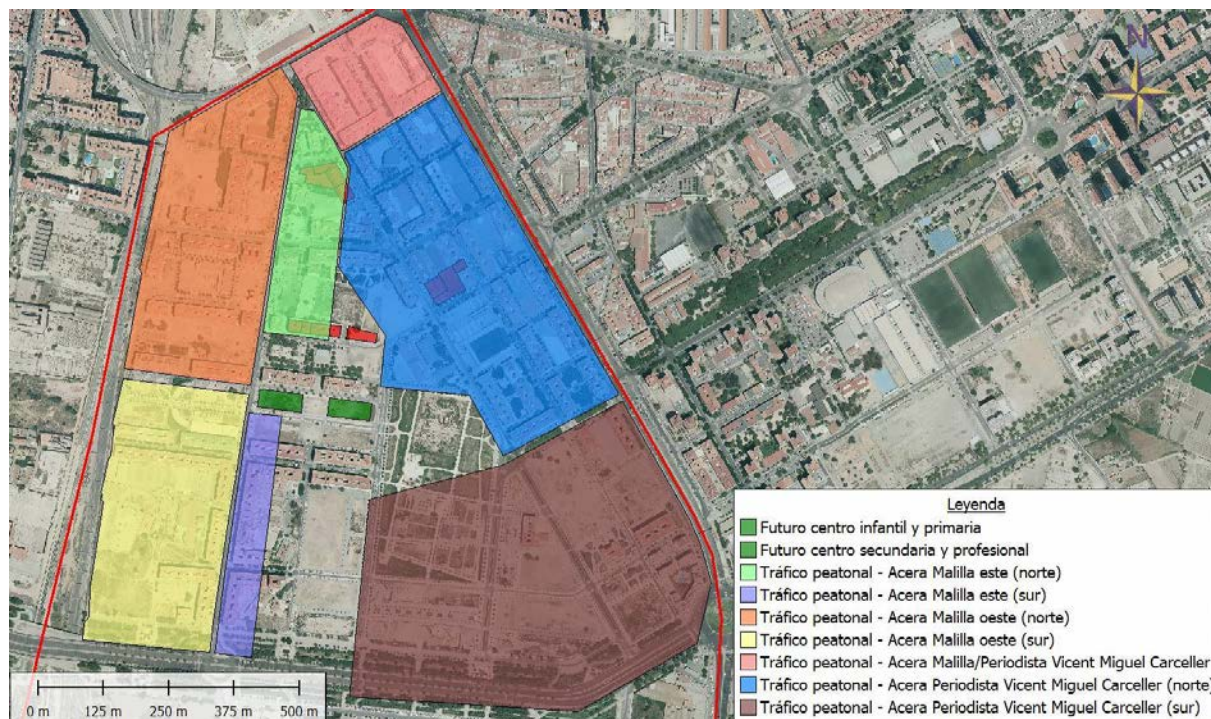 N
Leyenda
Futuro centro infantil y primaria
Futuro centro secundaria y profesional
Tráfico peatonal - Acera Malilla este (norte)
Tráfico peatonal - Acera Malilla este (sur)
Tráfico peatonal - Acera Malilla oeste (norte)
Tráfico peatonal - Acera Malilla oeste (sur)
Tráfico peatonal - Acera Malilla/Periodista Vicent Miguel Carceller
Tráfico peatonal - Acera Periodista Vicent Miguel Carceller (norte)
Tráfico peatonal - Acera Periodista Vicent Miguel Carceller (sur)
0 m 125 m 250 m 375 m 500 m